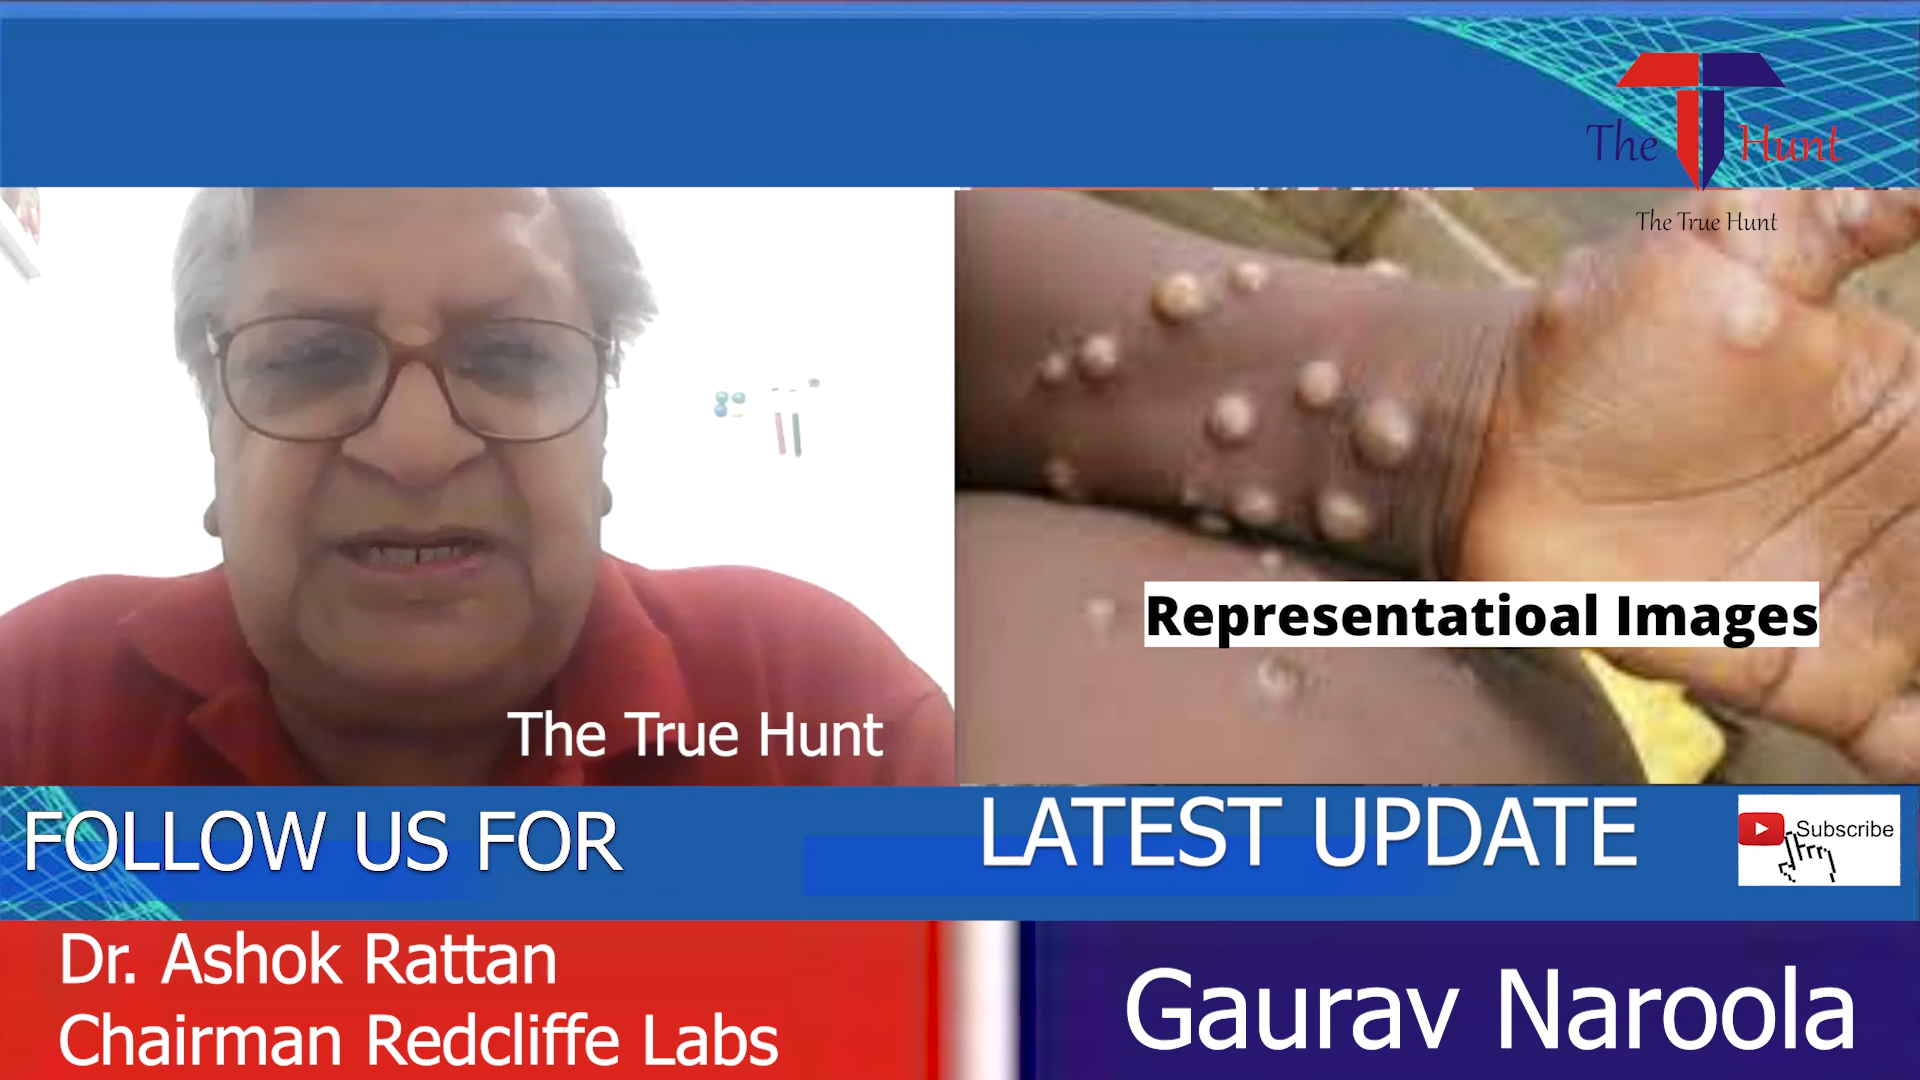 The Hunt
The True Hunt
Representatioal Images
The True Hunt
FOLLOW US FOR
LATEST UPDATE
Subscribe
Dr. Ashok Rattan
Chairman Redcliffe Labs
Gaurav Naroola